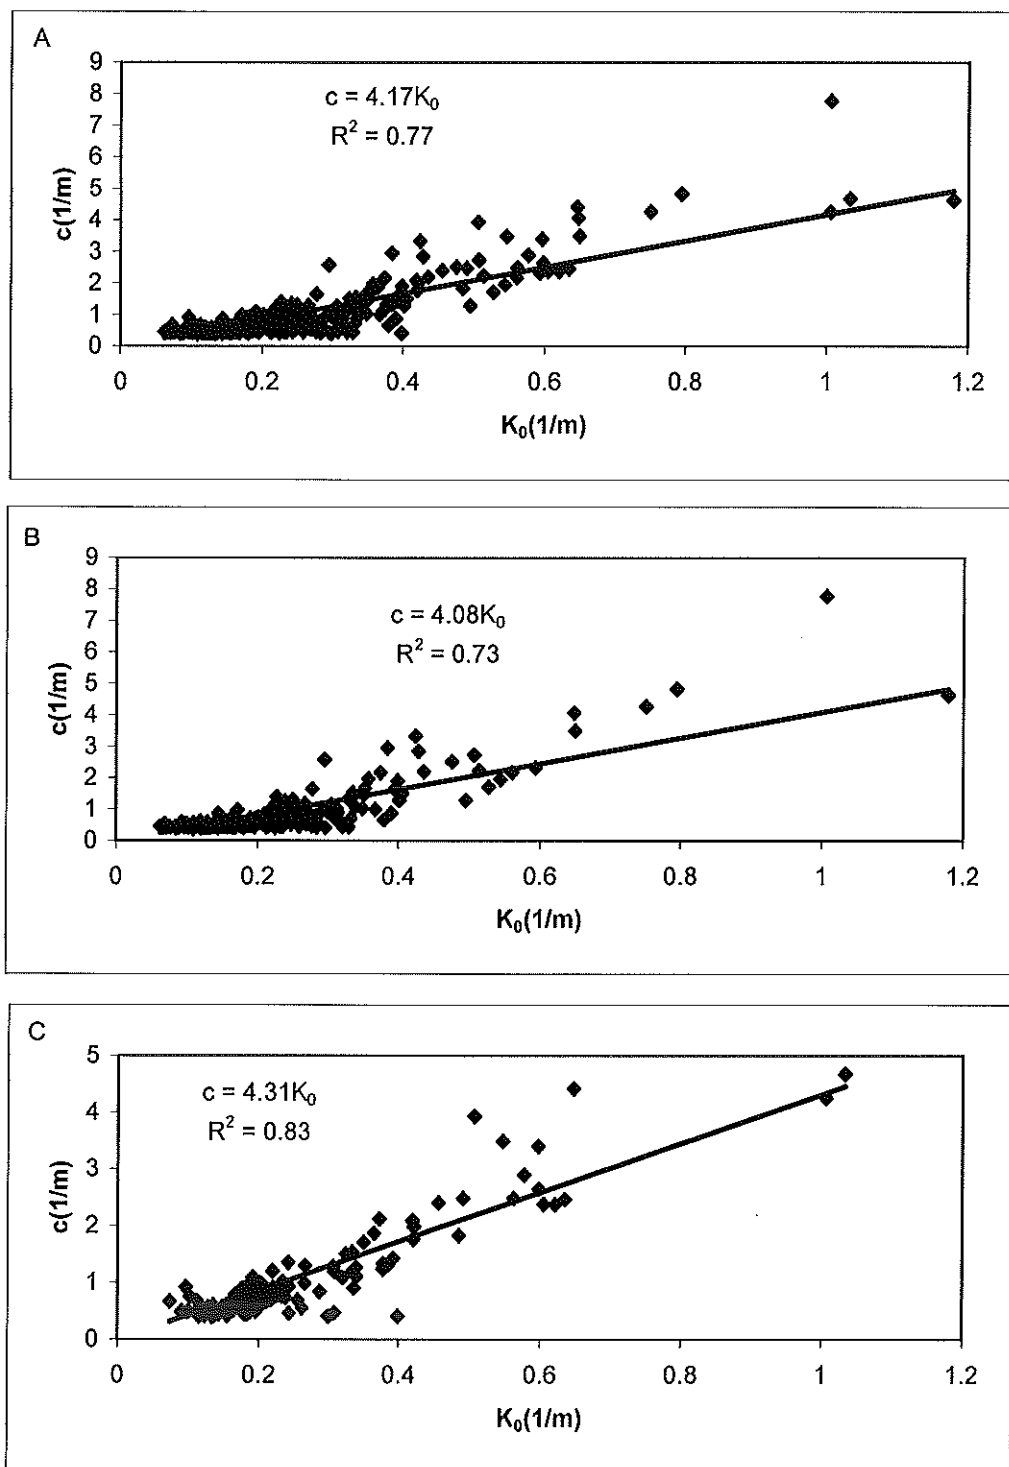 A
c = 4.17K₀
R² = 0.77
9
8
7
6
5
4
3
2
1
0
c(1/m)
0 0.2 0.4 0.6 0.8 1 1.2
K₀(1/m)
B
c = 4.08K₀
R² = 0.73
9
8
7
6
5
4
3
2
1
0
c(1/m)
0 0.2 0.4 0.6 0.8 1 1.2
K₀(1/m)
C
c = 4.31K₀
R² = 0.83
5
4
3
2
1
0
c(1/m)
0 0.2 0.4 0.6 0.8 1 1.2
K₀(1/m)